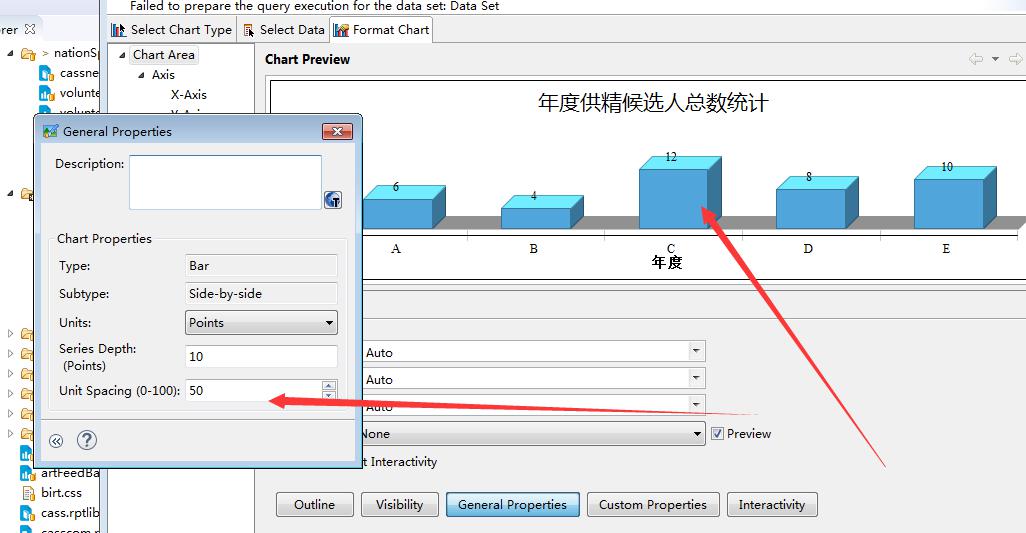 Failed to prepare the query execution for the data set: Data Set
Select Chart Type
Select Data
Format Chart
> nationSp
cassne
volunte
Chart Area
Axis
X-Axis
Chart Preview
年度供精候选人总数统计
6
4
12
8
10
A
B
C
D
E
年度
General Properties
Description:
Chart Properties
Type:
Bar
Subtype:
Side-by-side
Units:
Points
Series Depth:
(Points)
10
Unit Spacing (0-100):
50
Auto
Auto
Auto
None
Preview
t Interactivity
Outline
Visibility
General Properties
Custom Properties
Interactivity
artFeedBa
birt.css
cass.rptlib